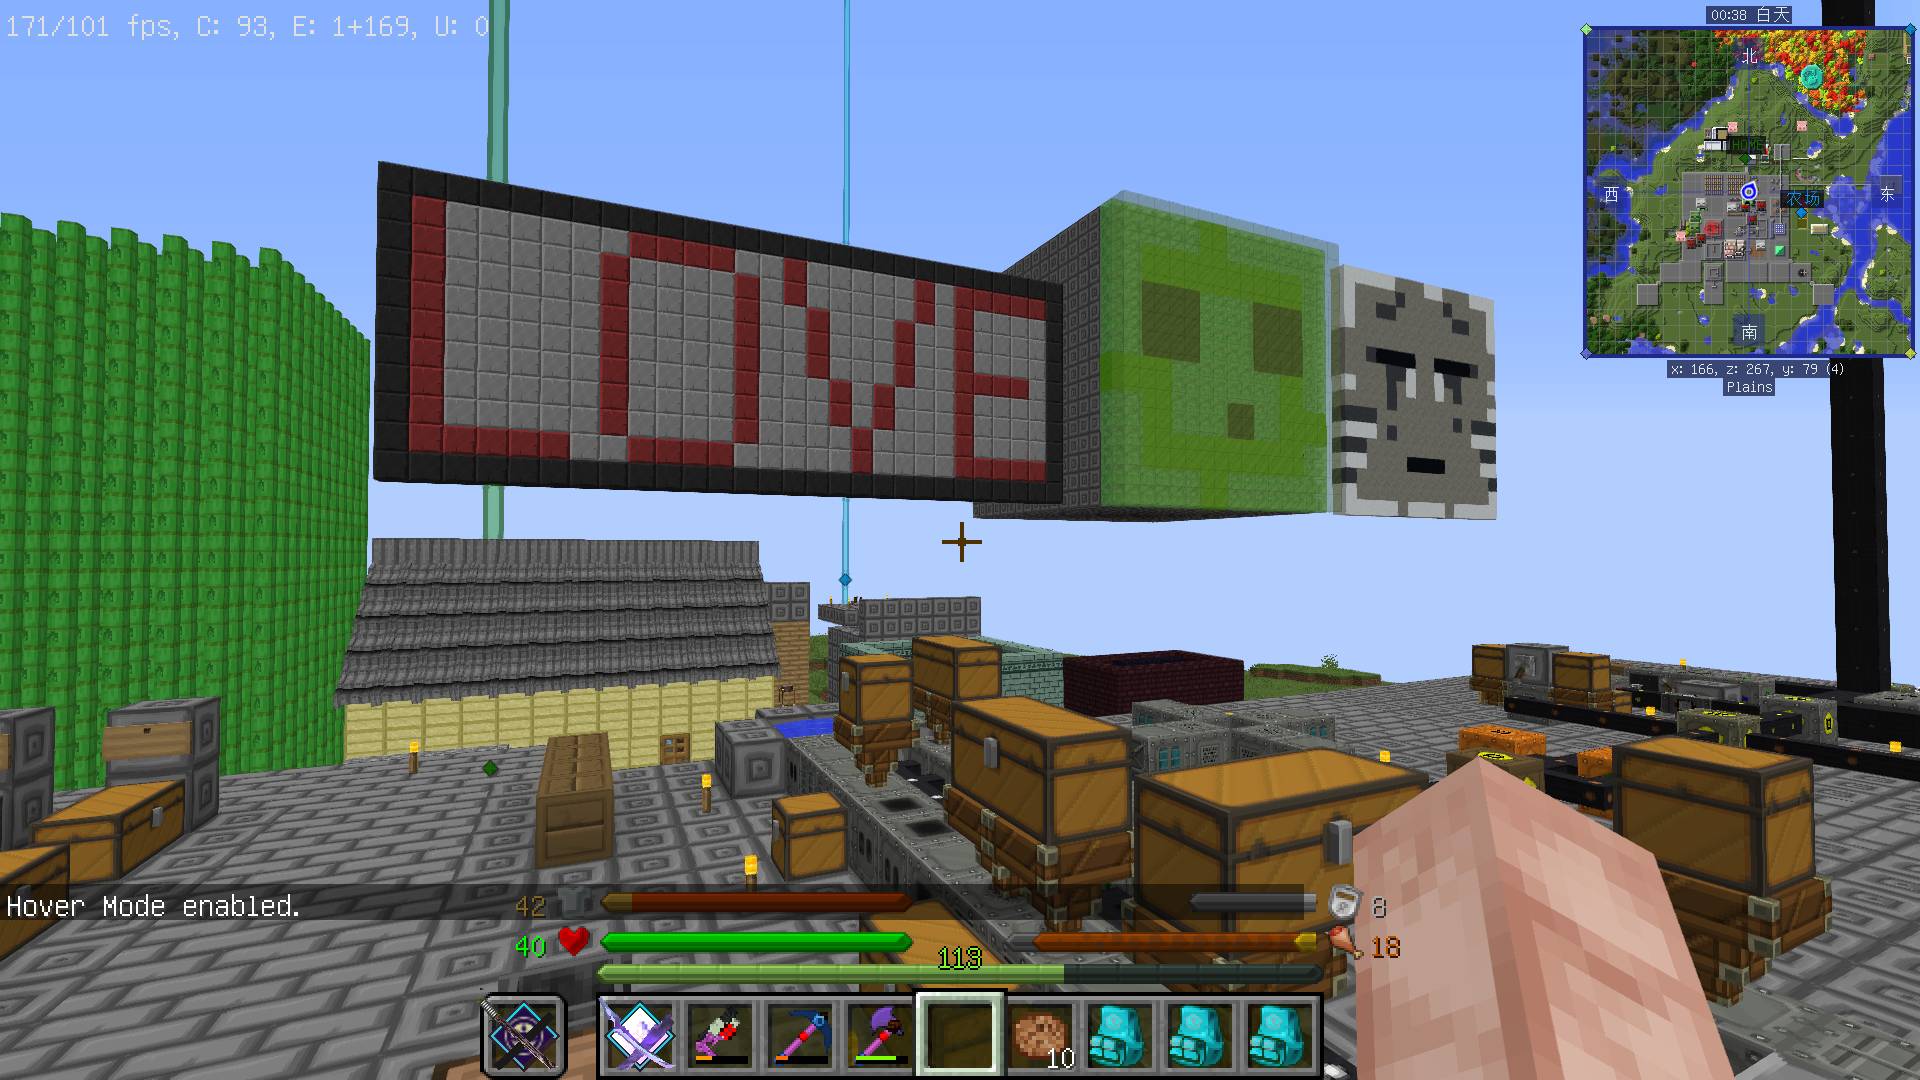 171/101 fps, C: 93, E: 1+169, U: 0
00:38 白天
北
HOME
西
农场
东
南
x: 166, z: 267, y: 79 (4)
Plains
LOVE
Hover Mode enabled.
42
8
40
18
113
10